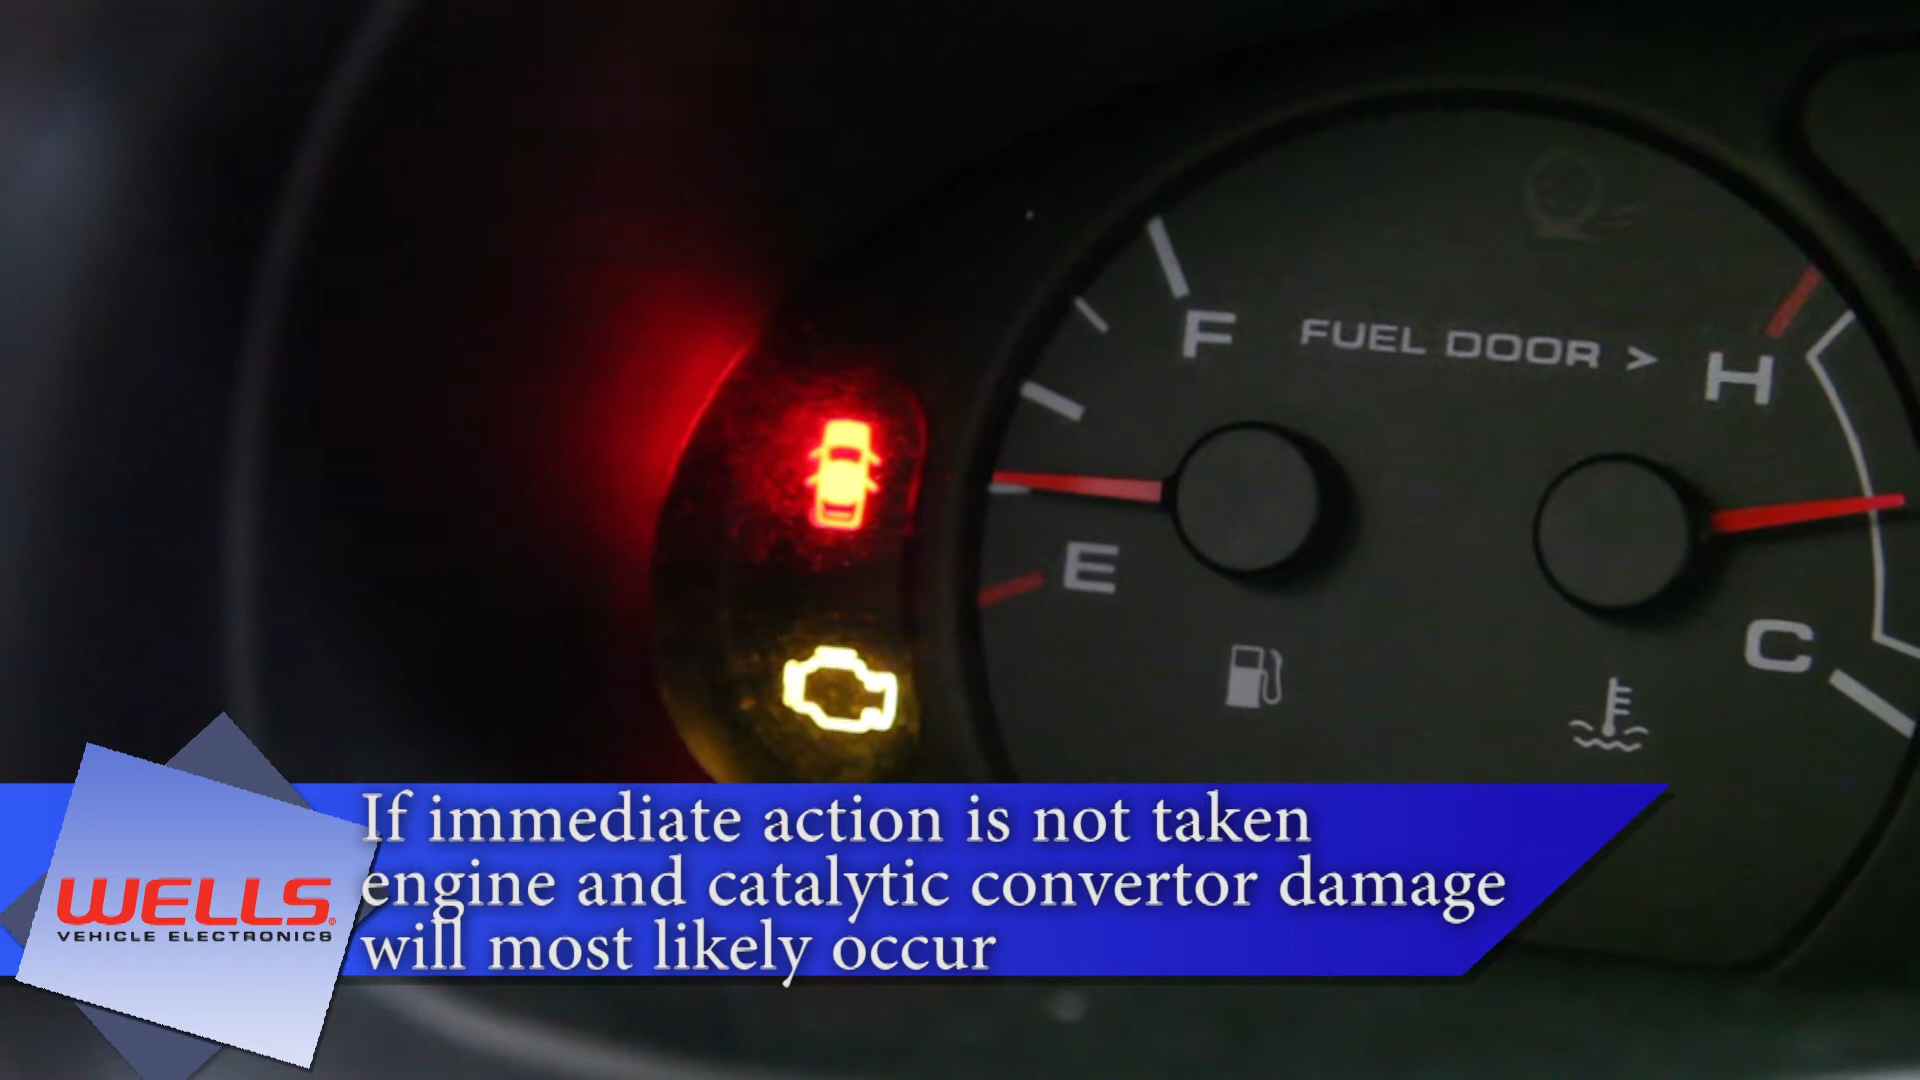 F FUEL DOOR > H
E
C
If immediate action is not taken
engine and catalytic convertor damage
will most likely occur
WELLS®
VEHICLE ELECTRONICS